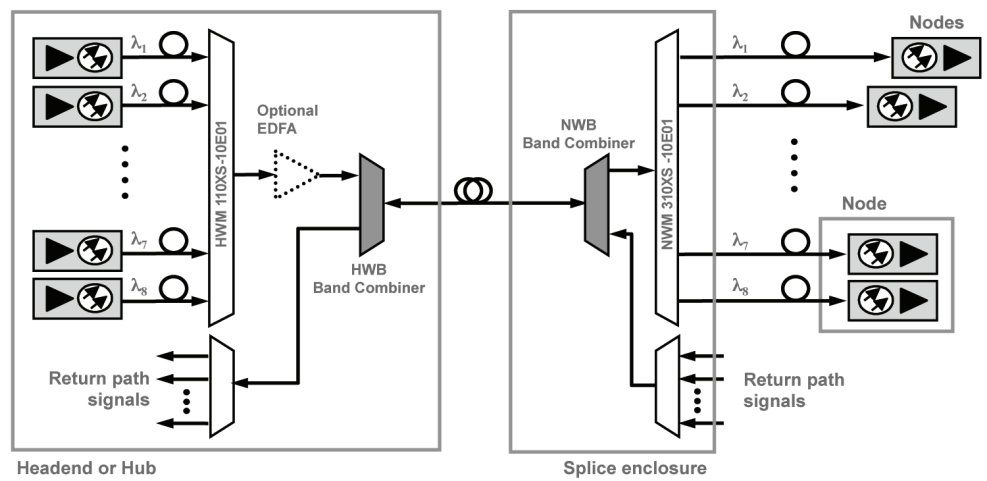 Nodes
λ1
λ2
Optional
EDFA
HWM 110XS-10E01
NWB
Band Combiner
NWM 310XS -10E01
λ1
λ2
λ7
λ8
HWB
Band Combiner
Node
λ7
λ8
Return path
signals
Return path
signals
Headend or Hub
Splice enclosure